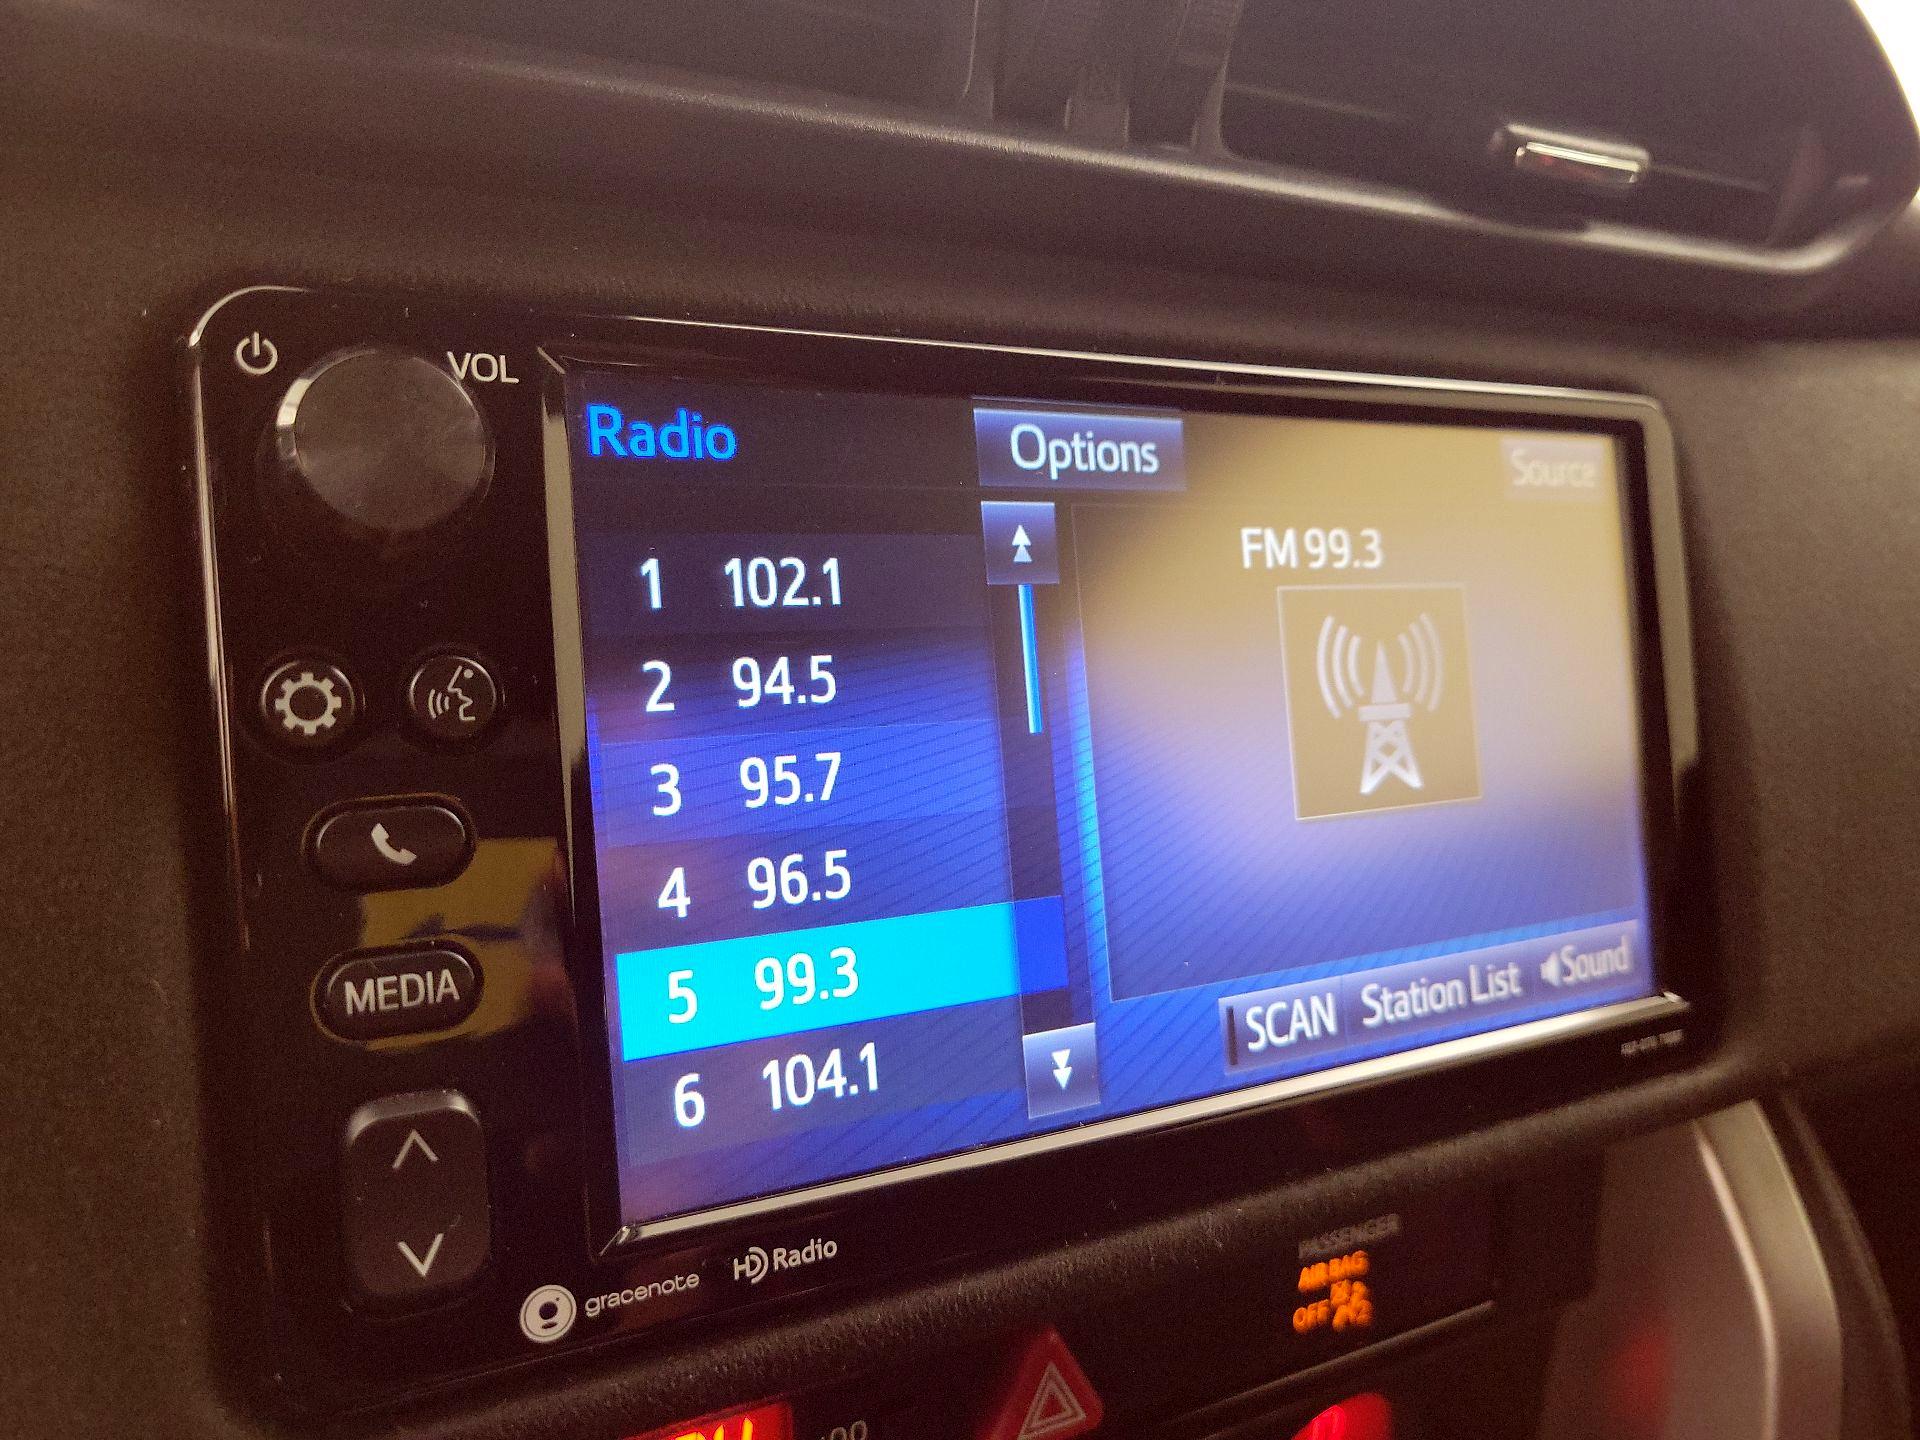 VOL
Radio
Options
Source
1 102.1
2 94.5
3 95.7
4 96.5
5 99.3
6 104.1
FM 99.3
SCAN
Station List
Sound
MEDIA
gracenote
HD Radio
PASSENGER
AIR BAG
OFF